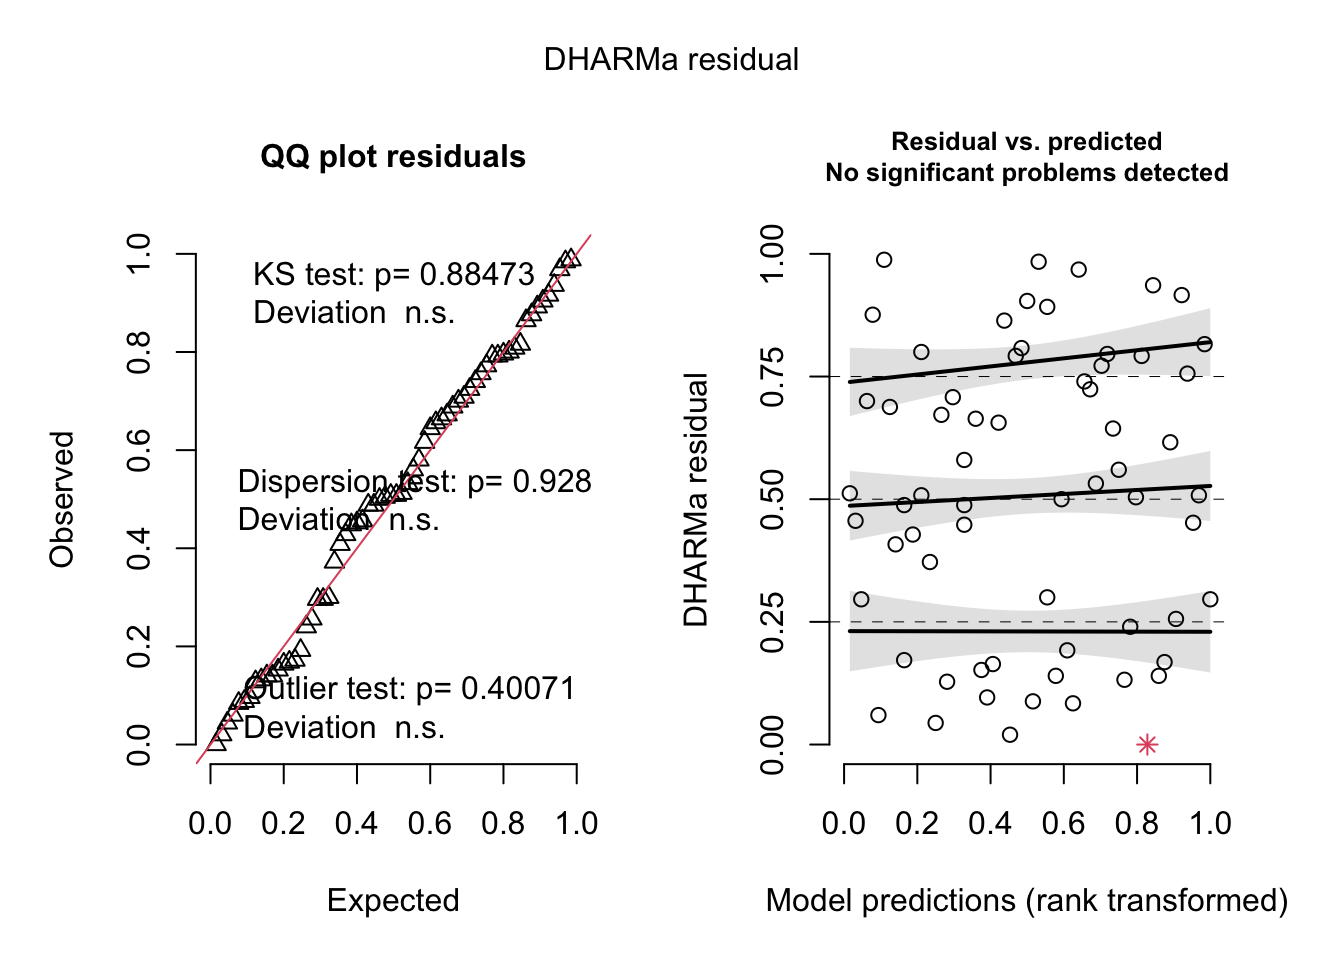 DHARMa residual
QQ plot residuals
KS test: p= 0.88473
Deviation  n.s.
Dispersion test: p= 0.928
Deviation  n.s.
Outlier test: p= 0.40071
Deviation  n.s.
Observed
1.0
0.8
0.6
0.4
0.2
0.0
0.0 0.2 0.4 0.6 0.8 1.0
Expected
Residual vs. predicted
No significant problems detected
DHARMa residual
1.00
0.75
0.50
0.25
0.00
0.0 0.2 0.4 0.6 0.8 1.0
Model predictions (rank transformed)